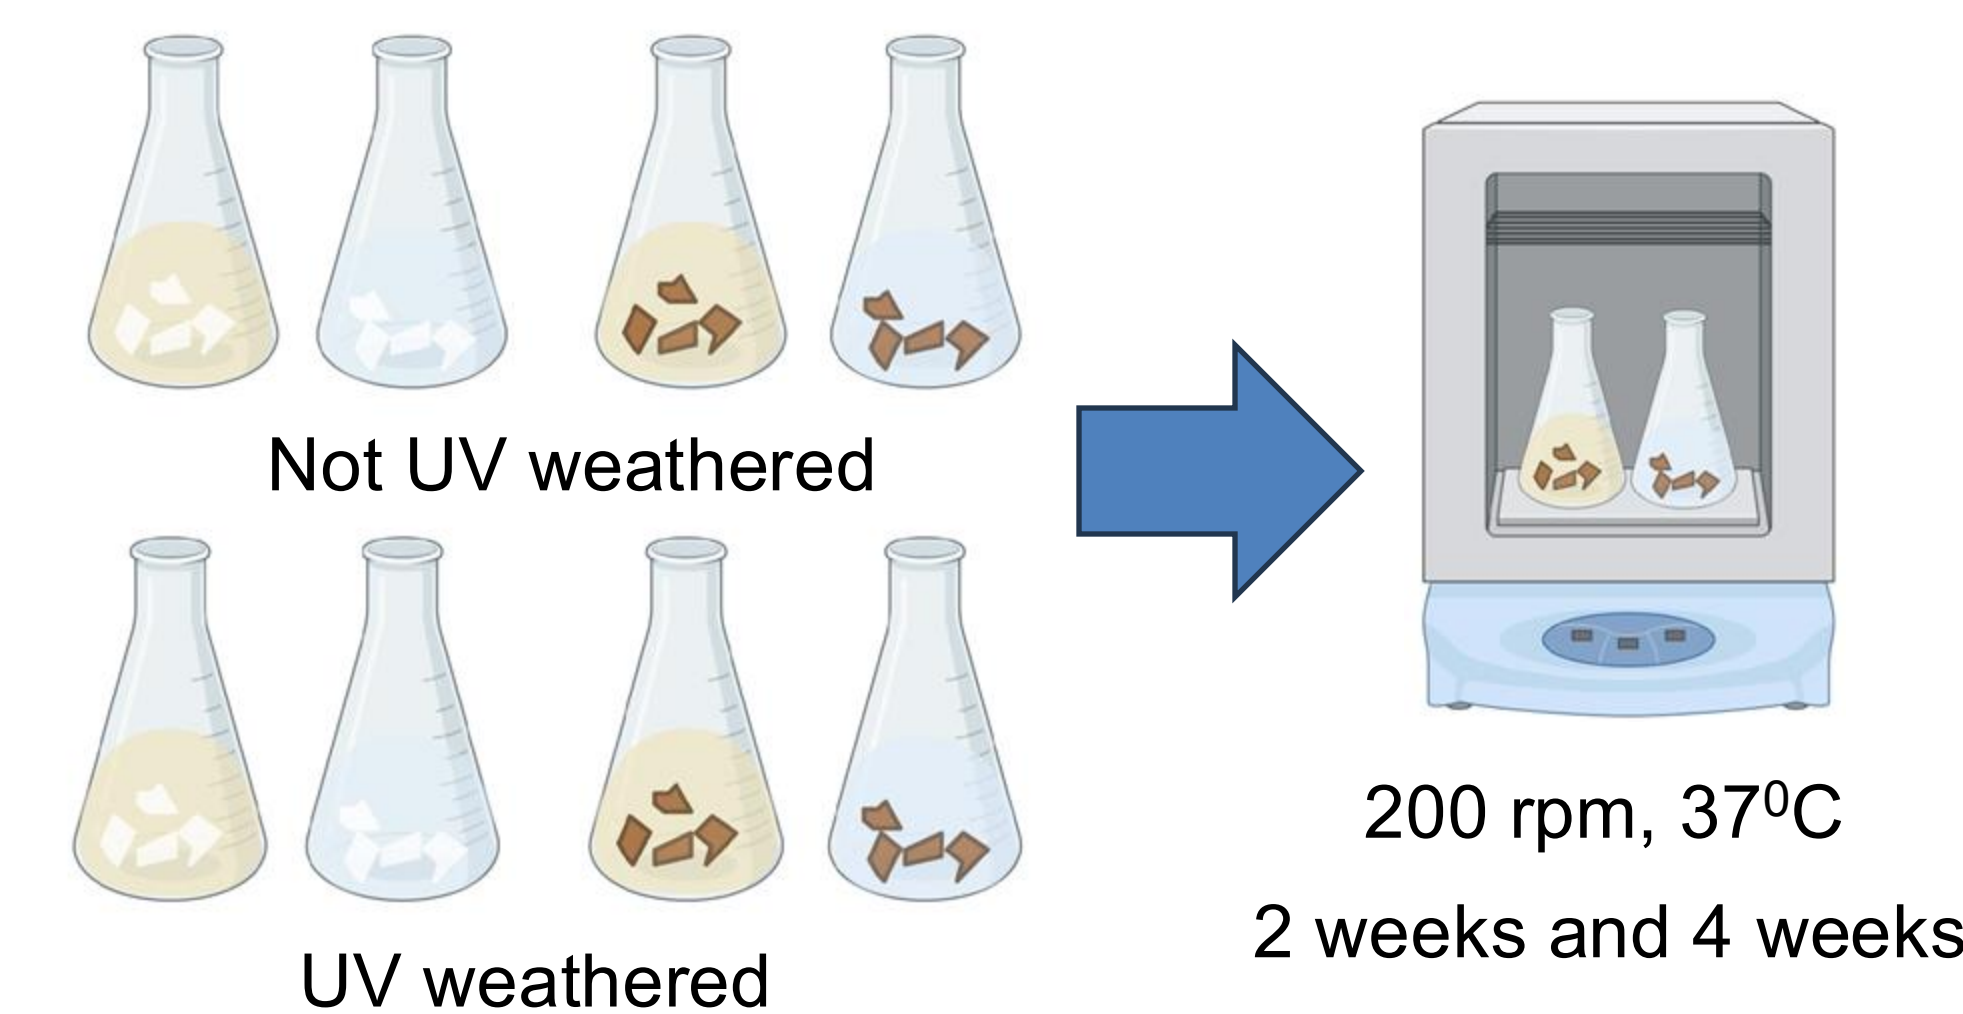 Not UV weathered
UV weathered
200 rpm, 37⁰C
2 weeks and 4 weeks